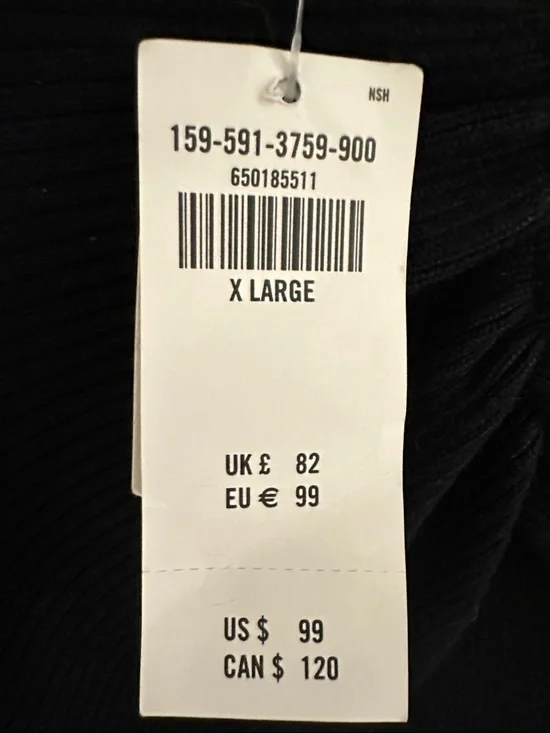 NSH
159-591-3759-900
650185511
X LARGE
UK £ 82
EU € 99
US $ 99
CAN $ 120